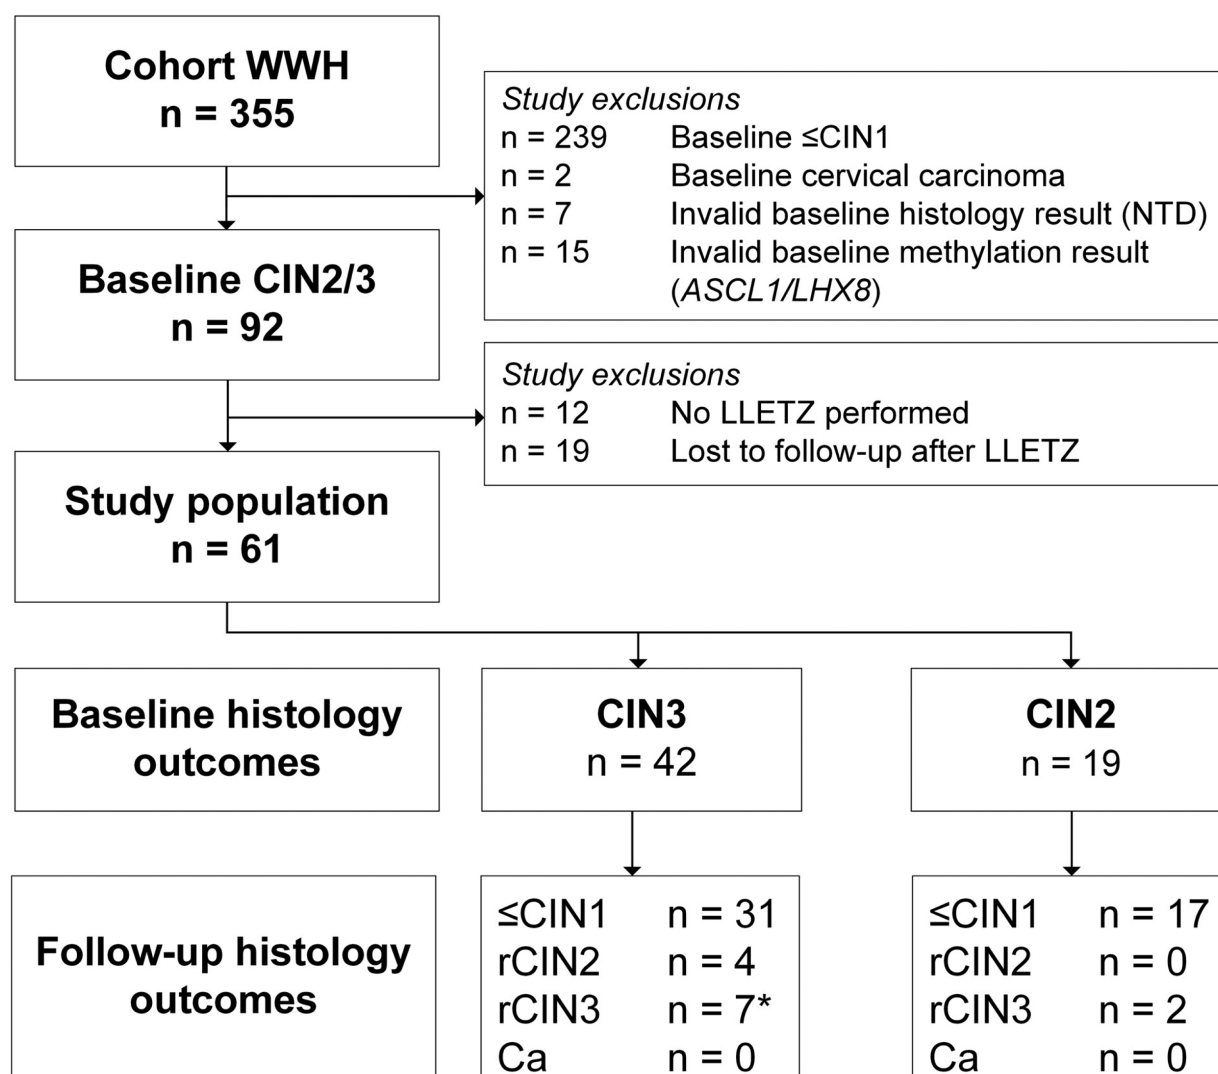 Cohort WWH
n = 355
Study exclusions
n = 239 Baseline ≤CIN1
n = 2 Baseline cervical carcinoma
n = 7 Invalid baseline histology result (NTD)
n = 15 Invalid baseline methylation result
(ASCL1/LHX8)
Baseline CIN2/3
n = 92
Study exclusions
n = 12 No LLETZ performed
n = 19 Lost to follow-up after LLETZ
Study population
n = 61
Baseline histology
outcomes
CIN3
n = 42
CIN2
n = 19
Follow-up histology
outcomes
≤CIN1 n = 31
rCIN2 n = 4
rCIN3 n = 7*
Ca n = 0
≤CIN1 n = 17
rCIN2 n = 0
rCIN3 n = 2
Ca n = 0